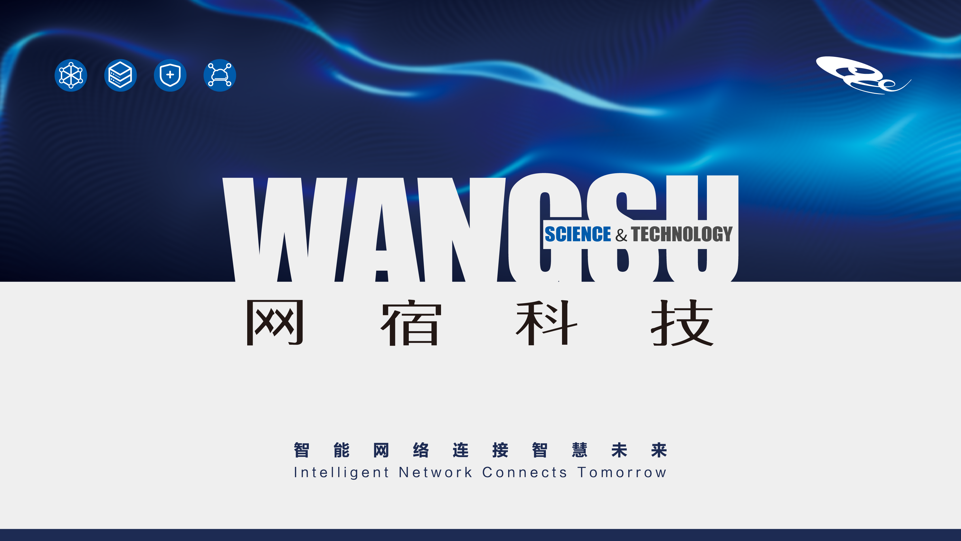 WANGSU
SCIENCE & TECHNOLOGY
网宿科技
智能网络连接智慧未来
Intelligent Network Connects Tomorrow